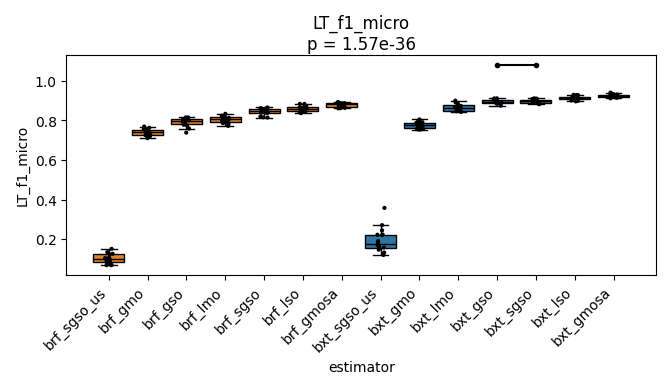 LT_f1_micro
p = 1.57e-36
LT_f1_micro
1.0
0.8
0.6
0.4
0.2
brf_sgso_us
brf_gmo
brf_gso
brf_lmo
brf_sgso
brf_lso
brf_gmosa
bxt_sgso_us
bxt_gmo
bxt_lmo
bxt_gso
bxt_sgso
bxt_lso
bxt_gmosa
estimator